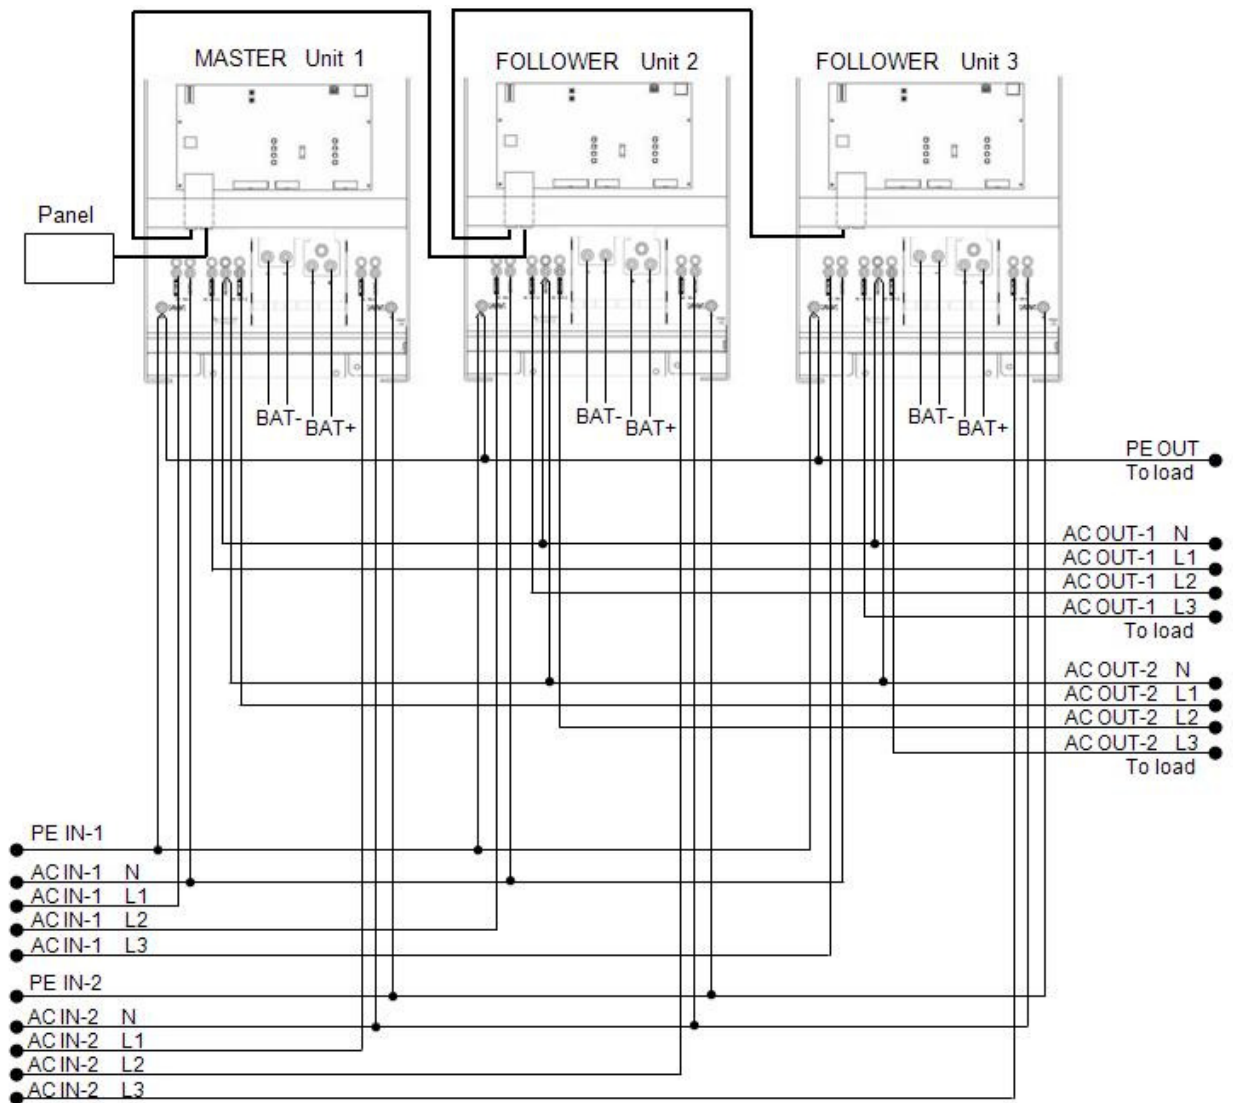 MASTER Unit 1
FOLLOWER Unit 2
FOLLOWER Unit 3
Panel
BAT-
BAT+
BAT-
BAT+
BAT-
BAT+
PE OUT
To load
AC OUT-1 N
AC OUT-1 L1
AC OUT-1 L2
AC OUT-1 L3
To load
AC OUT-2 N
AC OUT-2 L1
AC OUT-2 L2
AC OUT-2 L3
To load
PE IN-1
AC IN-1 N
AC IN-1 L1
AC IN-1 L2
AC IN-1 L3
PE IN-2
AC IN-2 N
AC IN-2 L1
AC IN-2 L2
AC IN-2 L3